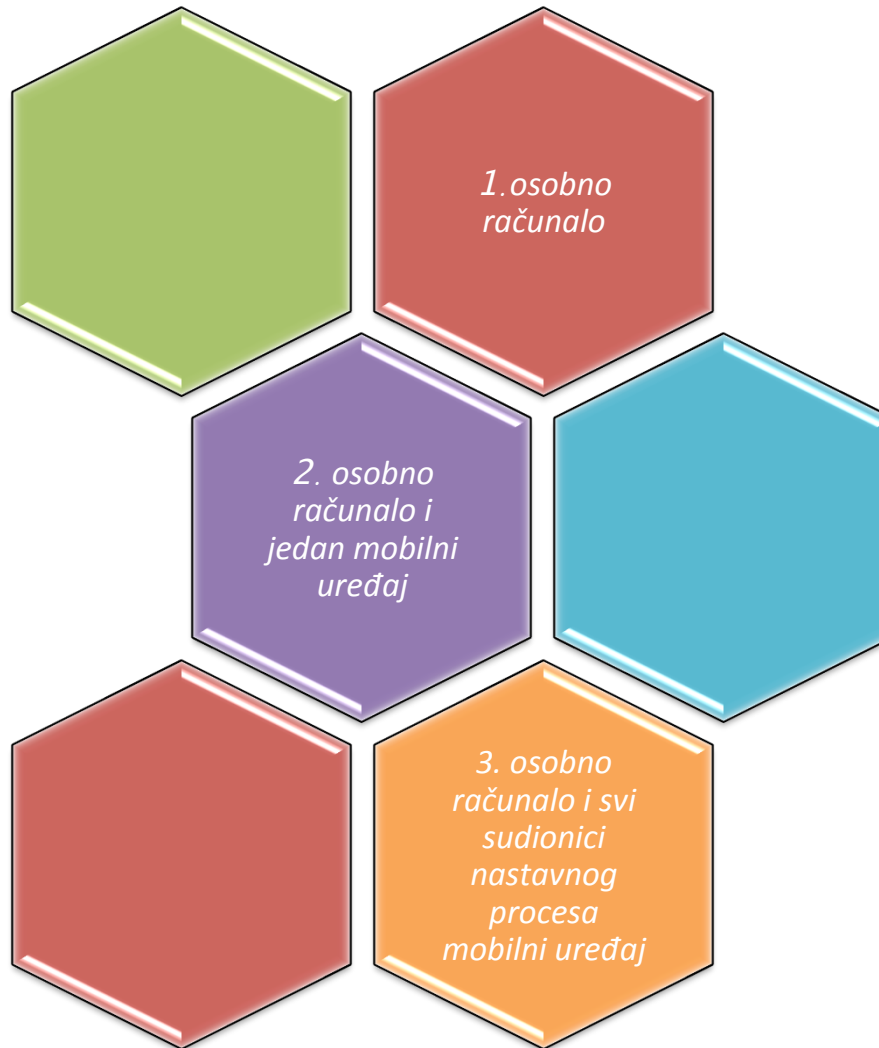 1. osobno
računalo
2. osobno
računalo i
jedan mobilni
uređaj
3. osobno
računalo i svi
sudionici
nastavnog
procesa
mobilni uređaj